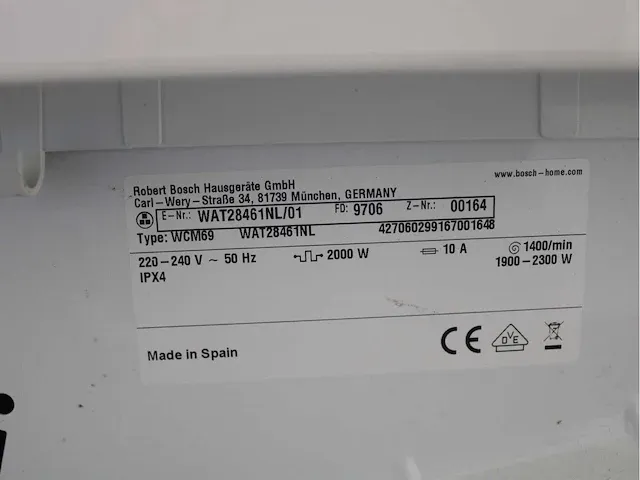 Robert Bosch Hausgeräte GmbH
www.bosch-home.com
Carl-Wery-Straße 34, 81739 München, GERMANY
E-Nr.: WAT28461NL/01 FD: 9706 Z-Nr.: 00164
Type: WCM69 WAT28461NL 427060299167001648
220-240 V ~ 50 Hz 2000 W 10 A 1400/min
IPX4 1900-2300 W
Made in Spain CE DVE